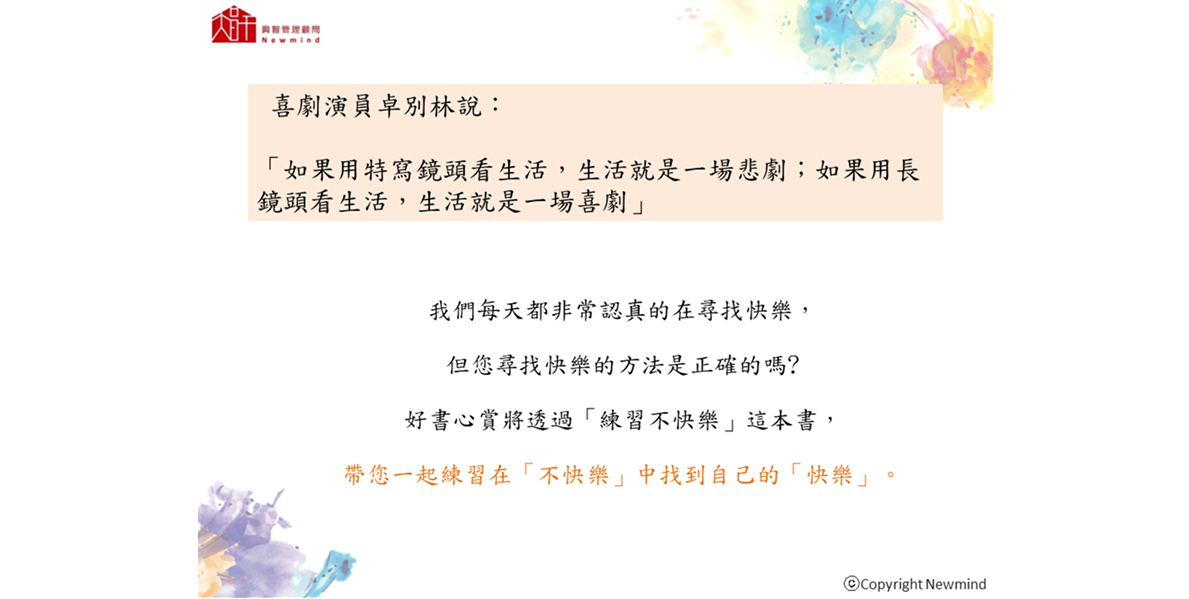 興智管理顧問
Newmind
喜劇演員卓別林說：
「如果用特寫鏡頭看生活，生活就是一場悲劇；如果用長
鏡頭看生活，生活就是一場喜劇」
我們每天都非常認真的在尋找快樂，
但您尋找快樂的方法是正確的嗎?
好書心賞將透過「練習不快樂」這本書，
帶您一起練習在「不快樂」中找到自己的「快樂」。
ⓒCopyright Newmind